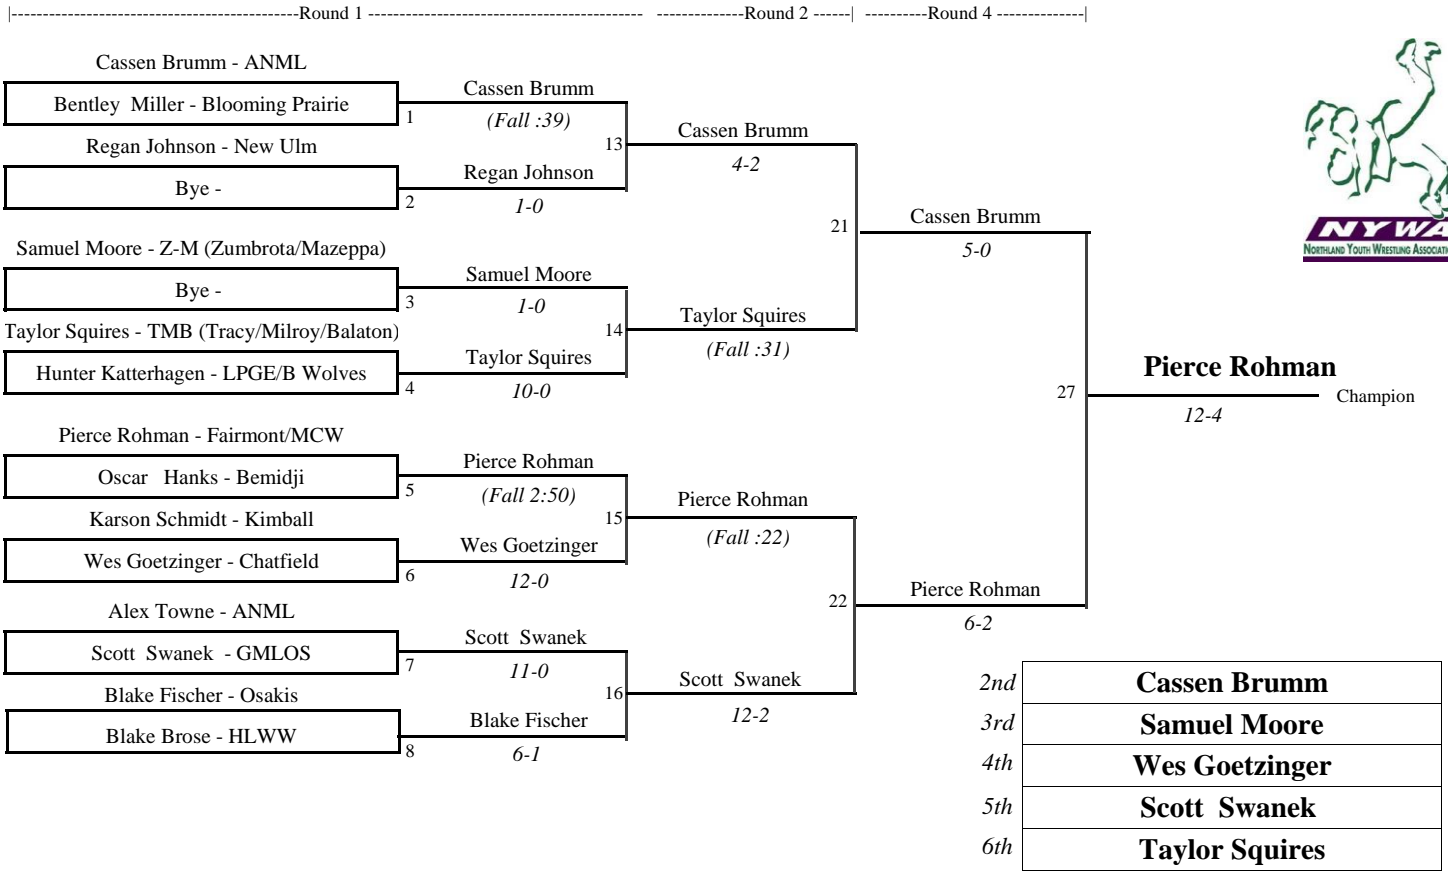 |----------------------------------------------Round 1 -------------------------------------------- --------------Round 2 ------| ----------Round 4 --------------|
Cassen Brumm - ANML
Bentley Miller - Blooming Prairie
1
Regan Johnson - New Ulm
Bye -
2
Samuel Moore - Z-M (Zumbrota/Mazeppa)
Bye -
3
Taylor Squires - TMB (Tracy/Milroy/Balaton)
Hunter Katterhagen - LPGE/B Wolves
4
Pierce Rohman - Fairmont/MCW
Oscar Hanks - Bemidji
5
Karson Schmidt - Kimball
Wes Goetzinger - Chatfield
6
Alex Towne - ANML
Scott Swanek - GMLOS
7
Blake Fischer - Osakis
Blake Brose - HLWW
8
Cassen Brumm
(Fall :39)
13
Regan Johnson
1-0
Samuel Moore
1-0
14
Taylor Squires
10-0
Pierce Rohman
(Fall 2:50)
15
Wes Goetzinger
12-0
Scott Swanek
11-0
16
Blake Fischer
6-1
Cassen Brumm
4-2
21
Taylor Squires
(Fall :31)
Pierce Rohman
(Fall :22)
22
Scott Swanek
12-2
Cassen Brumm
5-0
27
Pierce Rohman
6-2
Pierce Rohman
Champion
12-4
NYWA
NORTHLAND YOUTH WRESTLING ASSOCIATI
2nd Cassen Brumm
3rd Samuel Moore
4th Wes Goetzinger
5th Scott Swanek
6th Taylor Squires